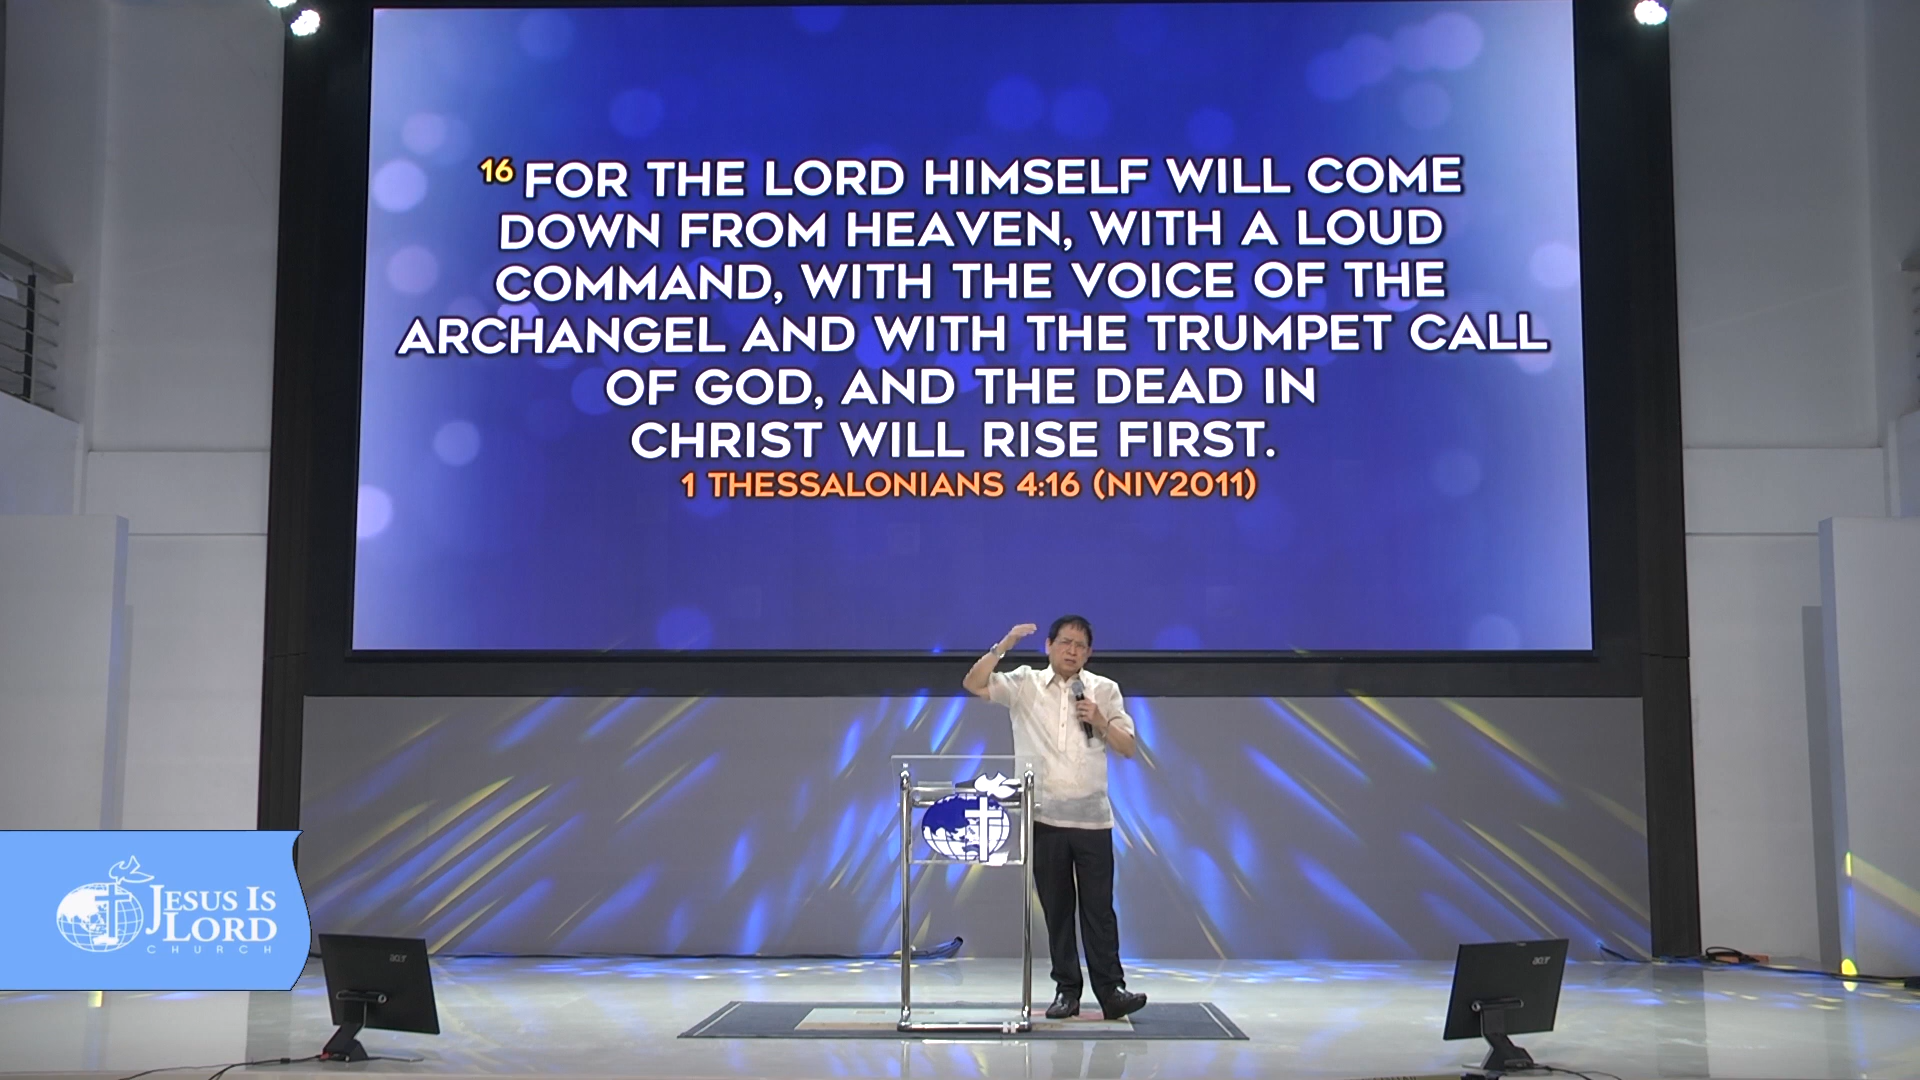 16 FOR THE LORD HIMSELF WILL COME
DOWN FROM HEAVEN, WITH A LOUD
COMMAND, WITH THE VOICE OF THE
ARCHANGEL AND WITH THE TRUMPET CALL
OF GOD, AND THE DEAD IN
CHRIST WILL RISE FIRST.
1 THESSALONIANS 4:16 (NIV2011)
JESUS IS
LORD
CHURCH
acer
acer